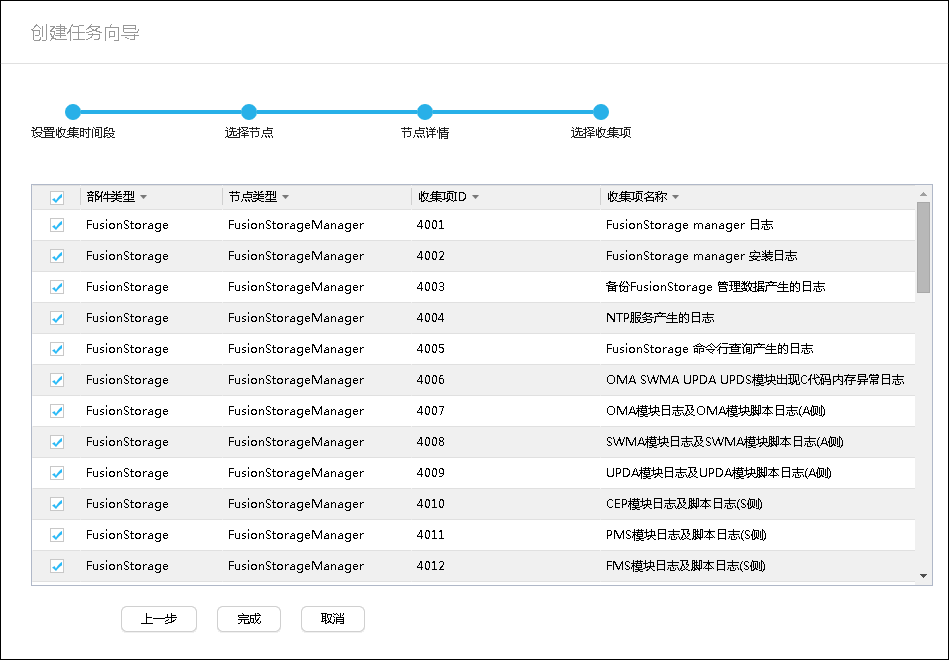 创建任务向导
设置收集时间段 选择节点 节点详情 选择收集项
部件类型 节点类型 收集项ID 收集项名称
FusionStorage FusionStorageManager 4001 FusionStorage manager 日志
FusionStorage FusionStorageManager 4002 FusionStorage manager 安装日志
FusionStorage FusionStorageManager 4003 备份FusionStorage 管理数据产生的日志
FusionStorage FusionStorageManager 4004 NTP服务产生的日志
FusionStorage FusionStorageManager 4005 FusionStorage 命令行查询产生的日志
FusionStorage FusionStorageManager 4006 OMA SWMA UPDA UPDS模块出现C代码内存异常日志
FusionStorage FusionStorageManager 4007 OMA模块日志及OMA模块脚本日志(A侧)
FusionStorage FusionStorageManager 4008 SWMA模块日志及SWMA模块脚本日志(A侧)
FusionStorage FusionStorageManager 4009 UPDA模块日志及UPDA模块脚本日志(A侧)
FusionStorage FusionStorageManager 4010 CEP模块日志及脚本日志(S侧)
FusionStorage FusionStorageManager 4011 PMS模块日志及脚本日志(S侧)
FusionStorage FusionStorageManager 4012 FMS模块日志及脚本日志(S侧)
上一步 完成 取消